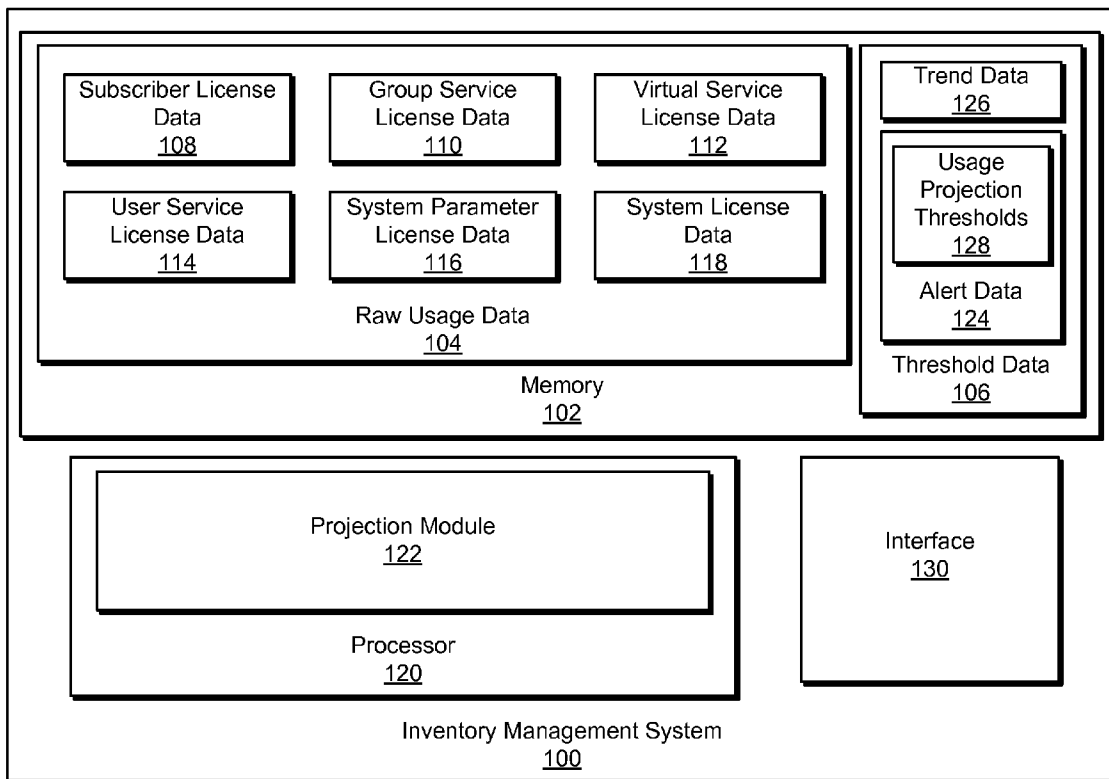 Subscriber License
Data
108
Group Service
License Data
110
Virtual Service
License Data
112
User Service
License Data
114
System Parameter
License Data
116
System License
Data
118
Raw Usage Data
104
Trend Data
126
Usage
Projection
Thresholds
128
Alert Data
124
Threshold Data
106
Memory
102
Projection Module
122
Processor
120
Interface
130
Inventory Management System
100